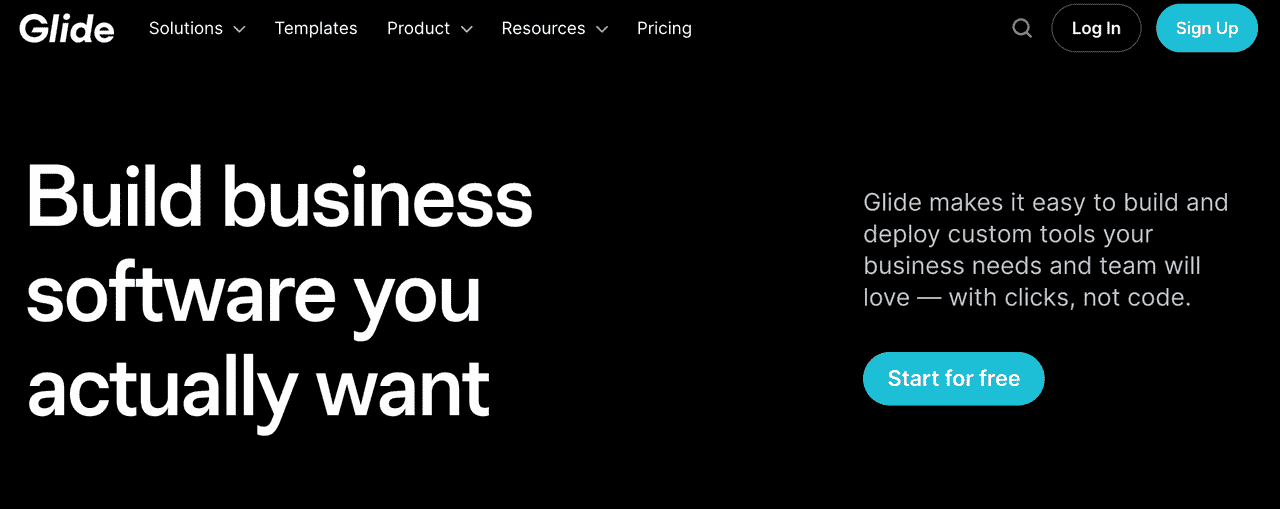 Glide Solutions Templates Product Resources Pricing Log In Sign Up
Build business
software you
actually want
Glide makes it easy to build and
deploy custom tools your
business needs and team will
love — with clicks, not code.
Start for free